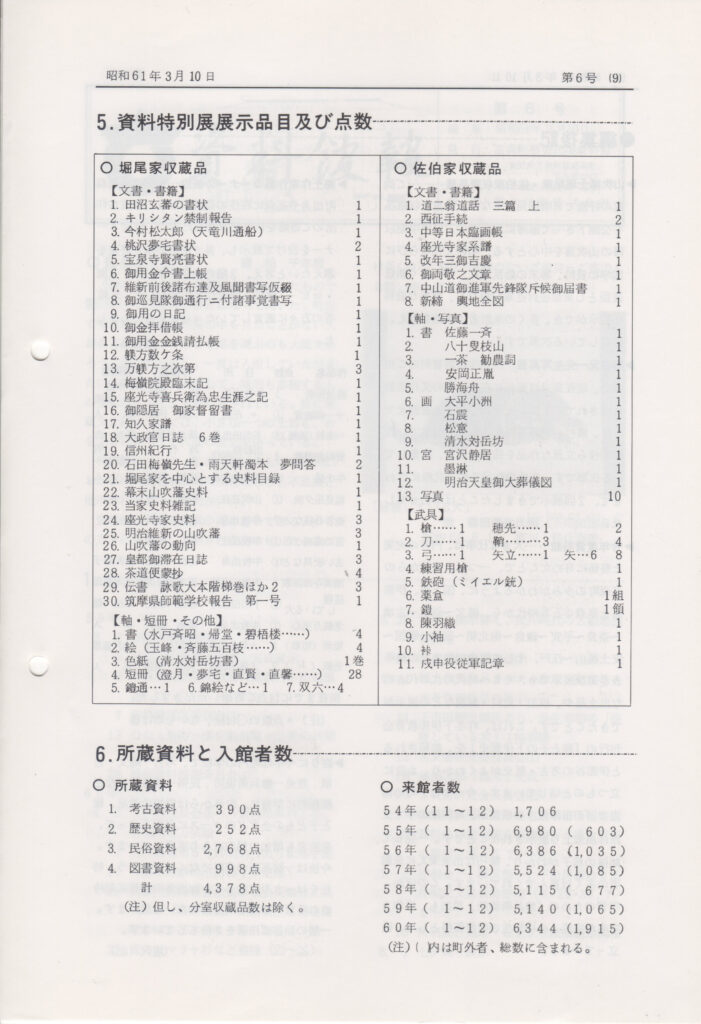 昭和61年3月10日
第6号 (9)
5.資料特別展展示品目及び点数
○ 堀尾家収蔵品
【文書・書籍】
1. 田沼玄蕃の書状 1
2. キリシタン禁制報告 1
3. 今村松太郎(天竜川通船) 1
4. 桃沢夢宅書状 2
5. 宝泉寺賢亮書状 1
6. 御用金令書上帳 1
7. 維新前後諸布達及風聞書写仮綴 1
8. 御巡見隊御通行ニ付諸事覚書写 1
9. 御用の日記 1
10. 御金拝借帳 1
11. 御用金金銭請払帳 1
12. 躾方数ケ条 1
13. 万躾方之次第 3
14. 梅嶺院殿臨末記 1
15. 座光寺喜兵衛為忠生涯之記 1
16. 御隠居 御家督留書 1
17. 知久家譜 1
18. 大政官日誌 6巻 1
19. 信州紀行 1
20. 石田梅嶺先生・雨天軒濁本 夢問答 2
21. 堀尾家を中心とする史料目録 1
22. 幕末山吹藩史料 1
23. 当家史料雑記 1
24. 座光寺家史料 3
25. 明治維新の山吹藩 3
26. 山吹藩の動向 1
27. 皇都御滞在日誌 3
28. 茶道便蒙抄 4
29. 伝書 詠歌大本階梯巻ほか2 3
30. 筑摩県師範学校報告 第一号 1
【軸・短冊・その他】
1. 書(水戸斉昭・帰堂・碧梧楼……) 4
2. 絵(玉峰・斉藤五百枝……) 4
3. 色紙(清水対岳坊書) 1巻
4. 短冊(澄月・夢宅・直賢・直馨……) 28
5. 鎧通…1 6. 錦絵など…1 7. 双六…4
○ 佐伯家収蔵品
【文書・書籍】
1. 道二翁道話 三篇 上 1
2. 西征手続 2
3. 中等日本臨画帳 1
4. 座光寺家系譜 1
5. 改年三御吉慶 1
6. 御両敬之文章 1
7. 中山道御進軍先鋒隊斥候御届書 1
8. 新締・輿地全図 1
【軸・写真】
1. 書 佐藤一斉 1
2. 八十叟枝山 1
3. 一茶 勧農詞 1
4. 安岡正胤 1
5. 勝海舟 1
6. 画 大平小洲 1
7. 石震 1
8. 松意 1
9. 清水対岳坊 1
10. 宮 宮沢静居 1
11. 墨淋 1
12. 明治天皇御大葬儀図 1
13. 写真 10
【武具】
1. 槍……1 穂先……1 2
2. 刀……1 鞘……3 4
3. 弓……1 矢立……1 矢…6 8
4. 練習用槍 1
5. 鉄砲(ミイエル銃) 1
6. 薬盒 1組
7. 鎧 1領
8. 陳羽織 1
9. 小袖 1
10. 裃 1
11. 戌申役従軍記章 1
6.所蔵資料と入館者数
○ 所蔵資料
1. 考古資料 390点
2. 歴史資料 252点
3. 民俗資料 2,768点
4. 図書資料 998点
計 4,378点
(注)但し、分室収蔵品数は除く。
○ 来館者数
54年(11〜12) 1,706
55年( 1〜12) 6,980( 603)
56年( 1〜12) 6,386(1,035)
57年( 1〜12) 5,524(1,085)
58年( 1〜12) 5,115( 677)
59年( 1〜12) 5,140(1,065)
60年( 1〜12) 6,344(1,915)
(注)( )内は町外者、総数に含まれる。